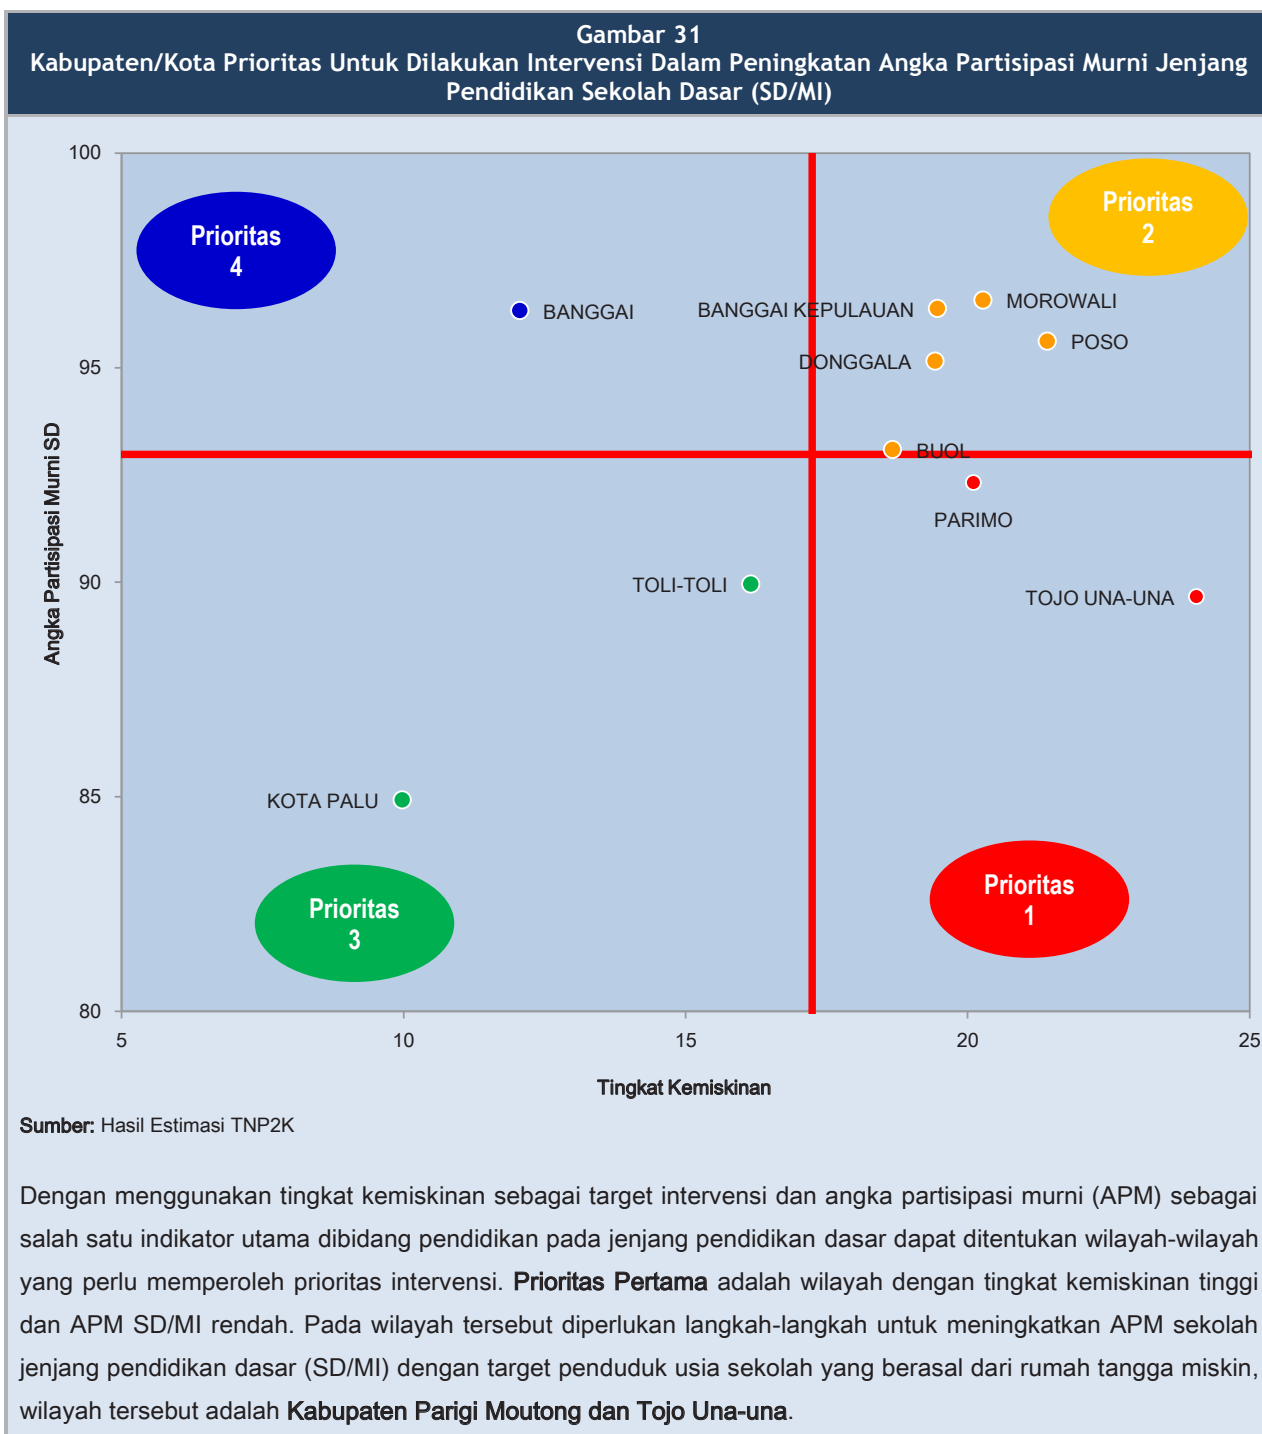 Gambar 31
Kabupaten/Kota Prioritas Untuk Dilakukan Intervensi Dalam Peningkatan Angka Partisipasi Murni Jenjang
Pendidikan Sekolah Dasar (SD/MI)
100
95
90
85
80
Angka Partisipasi Murni SD
Prioritas
4
Prioritas
2
BANGGAI
BANGGAI KEPULAUAN
MOROWALI
POSO
DONGGALA
BUOL
PARIMO
TOLI-TOLI
TOJO UNA-UNA
KOTA PALU
Prioritas
3
Prioritas
1
5
10
15
20
25
Tingkat Kemiskinan
Sumber: Hasil Estimasi TNP2K
Dengan menggunakan tingkat kemiskinan sebagai target intervensi dan angka partisipasi murni (APM) sebagai
salah satu indikator utama dibidang pendidikan pada jenjang pendidikan dasar dapat ditentukan wilayah-wilayah
yang perlu memperoleh prioritas intervensi. Prioritas Pertama adalah wilayah dengan tingkat kemiskinan tinggi
dan APM SD/MI rendah. Pada wilayah tersebut diperlukan langkah-langkah untuk meningkatkan APM sekolah
jenjang pendidikan dasar (SD/MI) dengan target penduduk usia sekolah yang berasal dari rumah tangga miskin,
wilayah tersebut adalah Kabupaten Parigi Moutong dan Tojo Una-una.